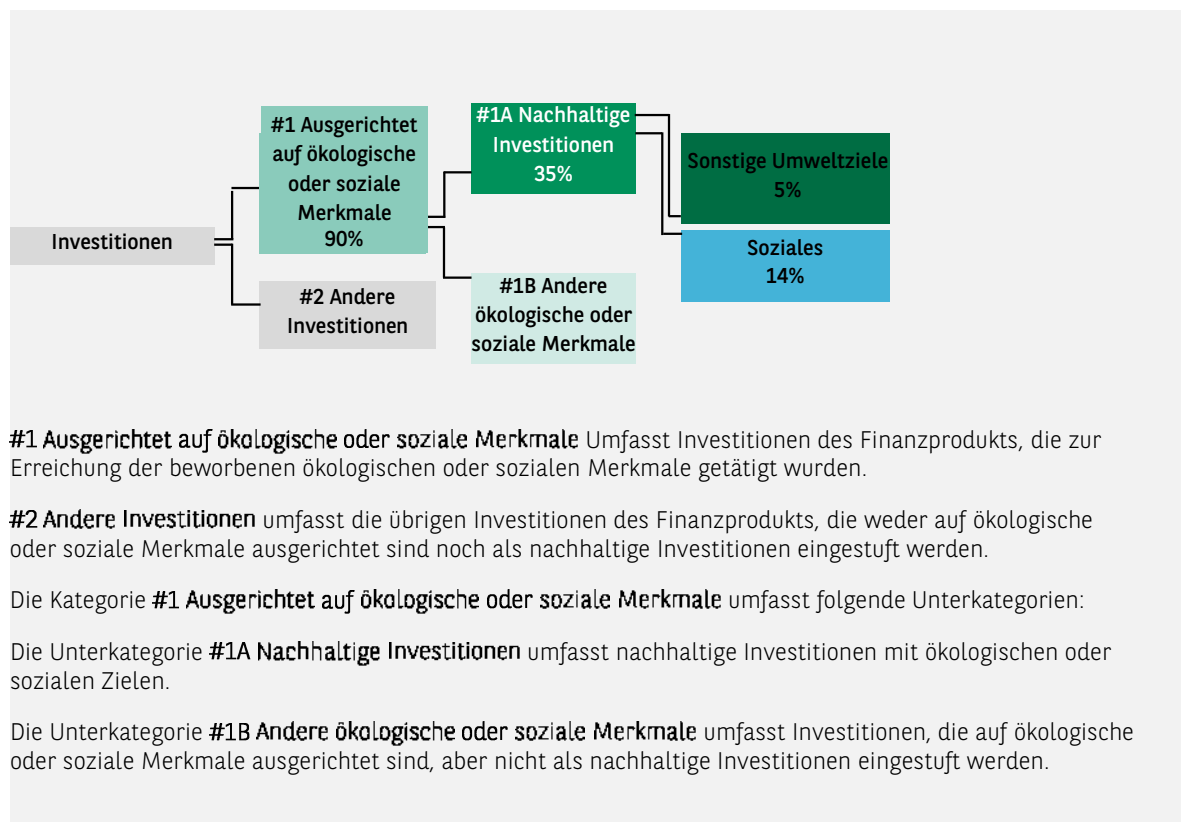 #1 Ausgerichtet
auf ökologische
oder soziale
Merkmale
90%
#1A Nachhaltige
Investitionen
35%
Sonstige Umweltziele
5%
Investitionen
Soziales
14%
#2 Andere
Investitionen
#1B Andere
ökologische oder
soziale Merkmale
#1 Ausgerichtet auf ökologische oder soziale Merkmale Umfasst Investitionen des Finanzprodukts, die zur
Erreichung der beworbenen ökologischen oder sozialen Merkmale getätigt wurden.
#2 Andere Investitionen umfasst die übrigen Investitionen des Finanzprodukts, die weder auf ökologische
oder soziale Merkmale ausgerichtet sind noch als nachhaltige Investitionen eingestuft werden.
Die Kategorie #1 Ausgerichtet auf ökologische oder soziale Merkmale umfasst folgende Unterkategorien:
Die Unterkategorie #1A Nachhaltige Investitionen umfasst nachhaltige Investitionen mit ökologischen oder
sozialen Zielen.
Die Unterkategorie #1B Andere ökologische oder soziale Merkmale umfasst Investitionen, die auf ökologische
oder soziale Merkmale ausgerichtet sind, aber nicht als nachhaltige Investitionen eingestuft werden.